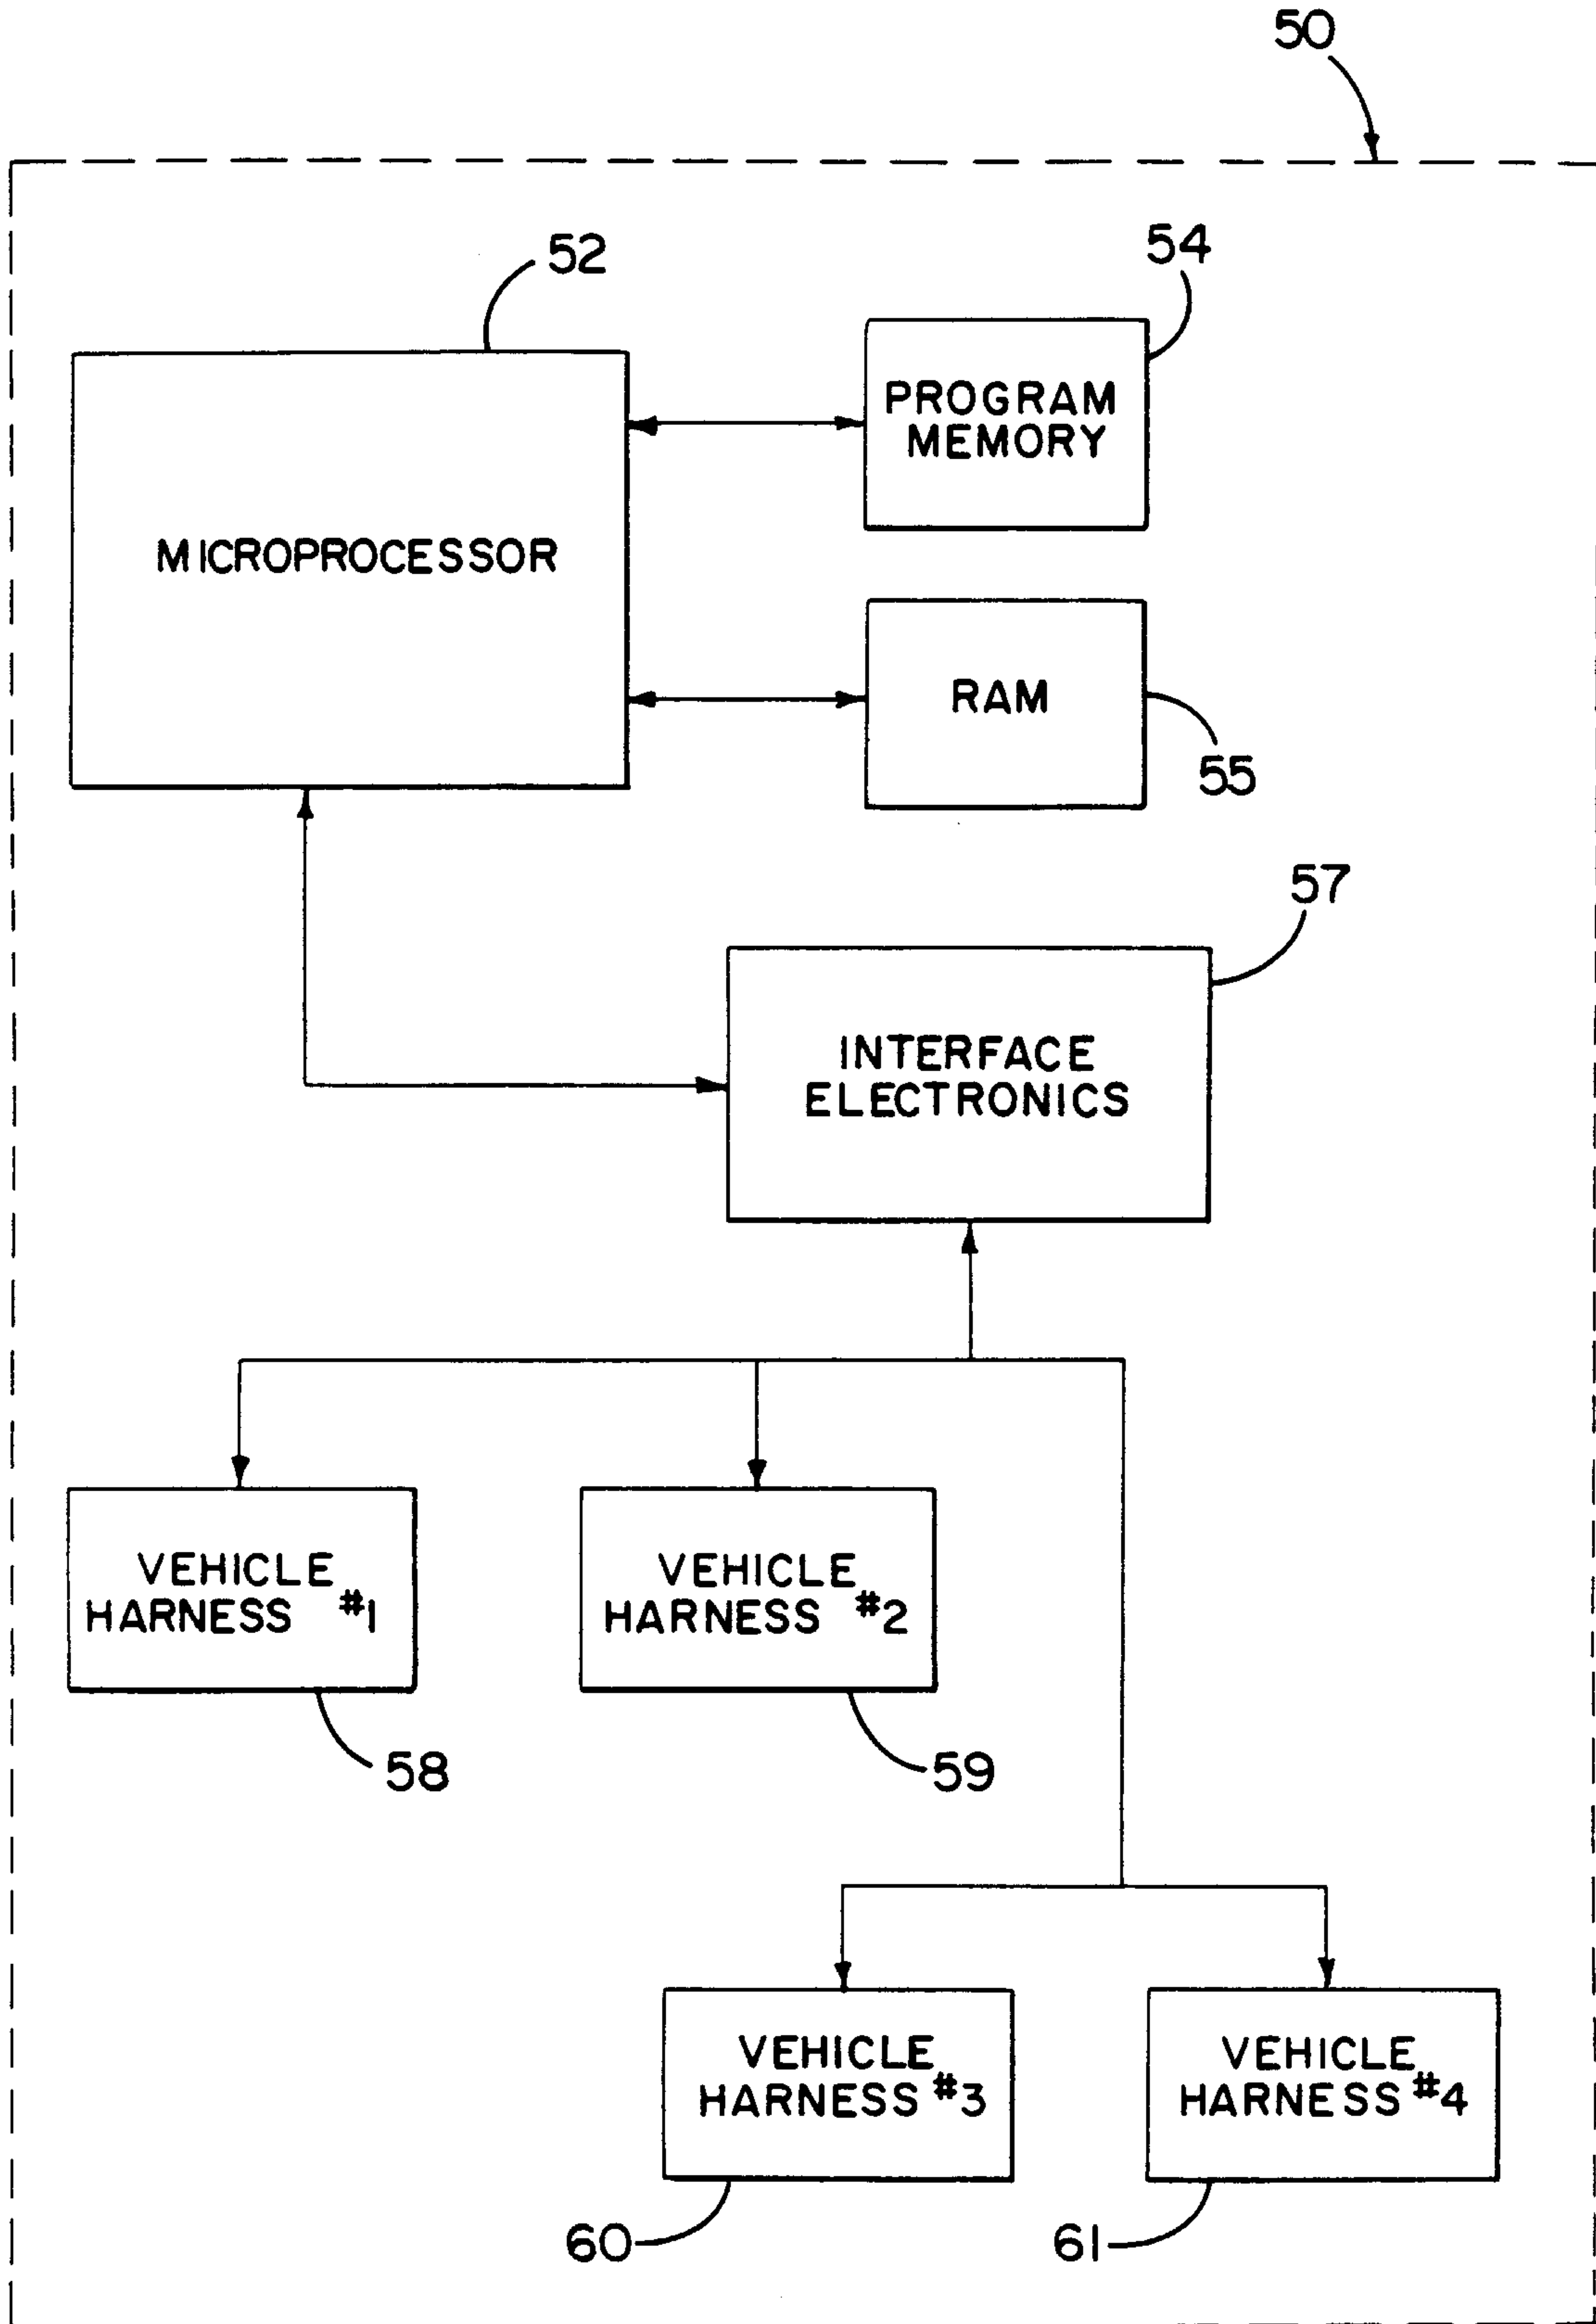 50
52
54
PROGRAM
MEMORY
MICROPROCESSOR
RAM
55
57
INTERFACE
ELECTRONICS
VEHICLE
HARNESS #1
VEHICLE
HARNESS #2
58
59
VEHICLE
HARNESS #3
VEHICLE
HARNESS #4
60
61